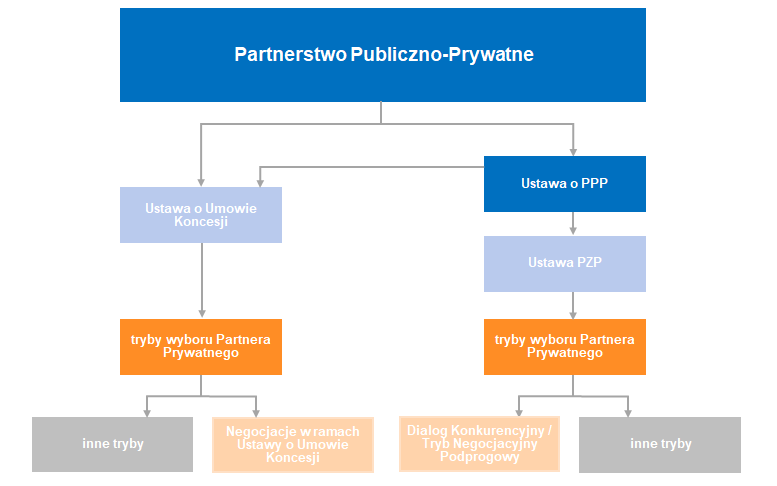 Partnerstwo Publiczno-Prywatne
Ustawa o PPP
Ustawa o Umowie
Koncesji
Ustawa PZP
tryby wyboru Partnera
Prywatnego
tryby wyboru Partnera
Prywatnego
inne tryby
Negocjacje w ramach
Ustawy o Umowie
Koncesji
Dialog Konkurencyjny /
Tryb Negocjacyjny
Podprogowy
inne tryby